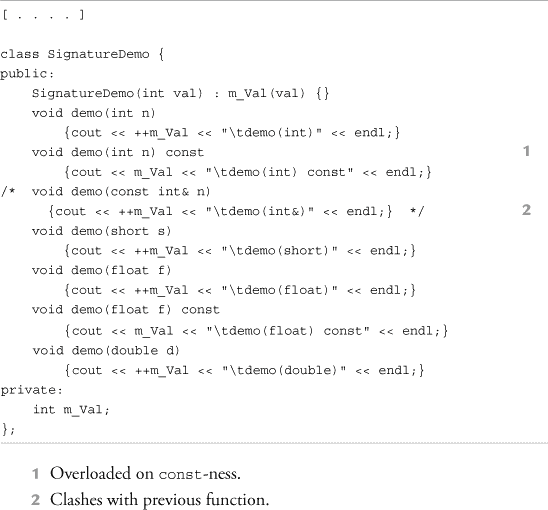 [ . . . . ]
class SignatureDemo {
public:
    SignatureDemo(int val) : m_Val(val) {}
    void demo(int n)
        {cout << ++m_Val << "\tdemo(int)" << endl;}
    void demo(int n) const 1
        {cout << m_Val << "\tdemo(int) const" << endl;}
/*  void demo(const int& n)
      {cout << ++m_Val << "\tdemo(int&)" << endl;}  */ 2
    void demo(short s)
        {cout << ++m_Val << "\tdemo(short)" << endl;}
    void demo(float f)
        {cout << ++m_Val << "\tdemo(float)" << endl;}
    void demo(float f) const
        {cout << m_Val << "\tdemo(float) const" << endl;}
    void demo(double d)
        {cout << ++m_Val << "\tdemo(double)" << endl;}
private:
    int m_Val;
};
1 Overloaded on const-ness.
2 Clashes with previous function.